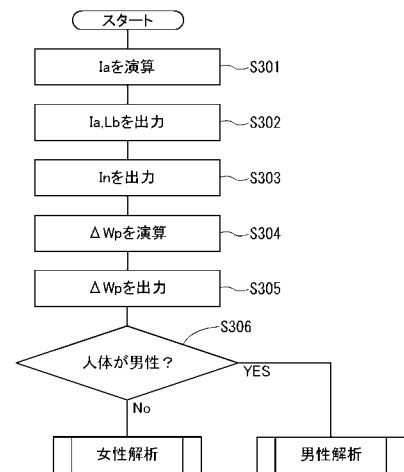 スタート
Iaを演算
S301
Ia,Lbを出力
S302
Inを出力
S303
ΔWpを演算
S304
ΔWpを出力
S305
S306
人体が男性？
YES
No
女性解析
男性解析